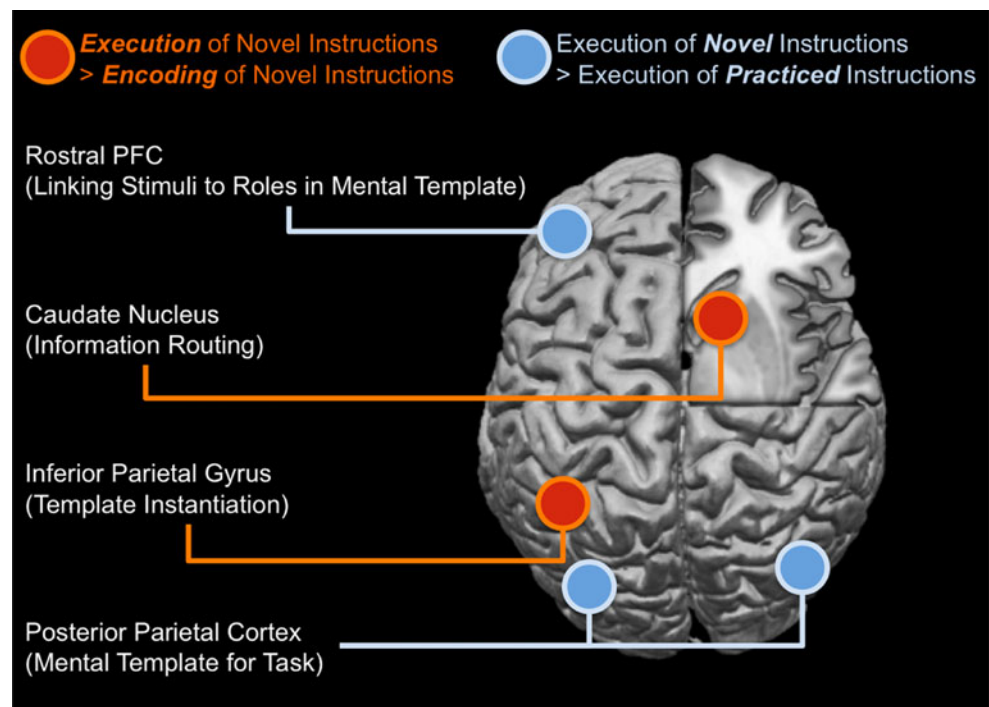 Execution of Novel Instructions
> Encoding of Novel Instructions
Execution of Novel Instructions
> Execution of Practiced Instructions
Rostral PFC
(Linking Stimuli to Roles in Mental Template)
Caudate Nucleus
(Information Routing)
Inferior Parietal Gyrus
(Template Instantiation)
Posterior Parietal Cortex
(Mental Template for Task)